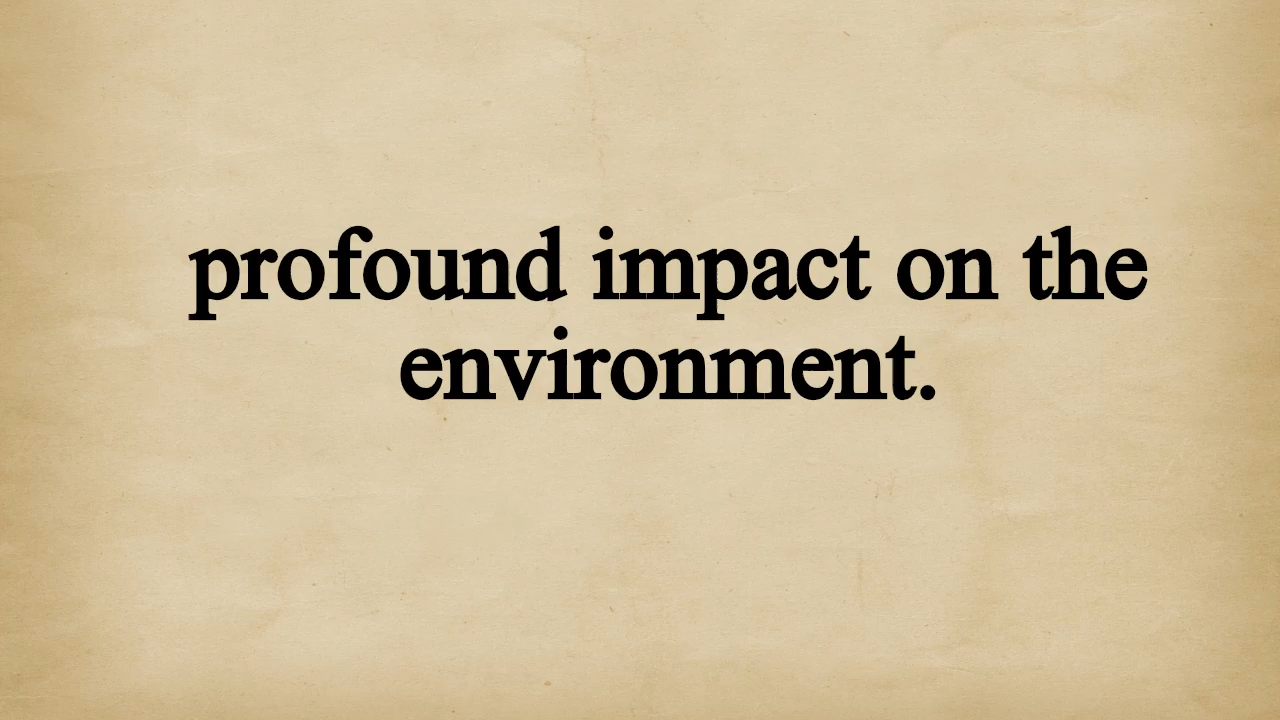 profound impact on the
environment.